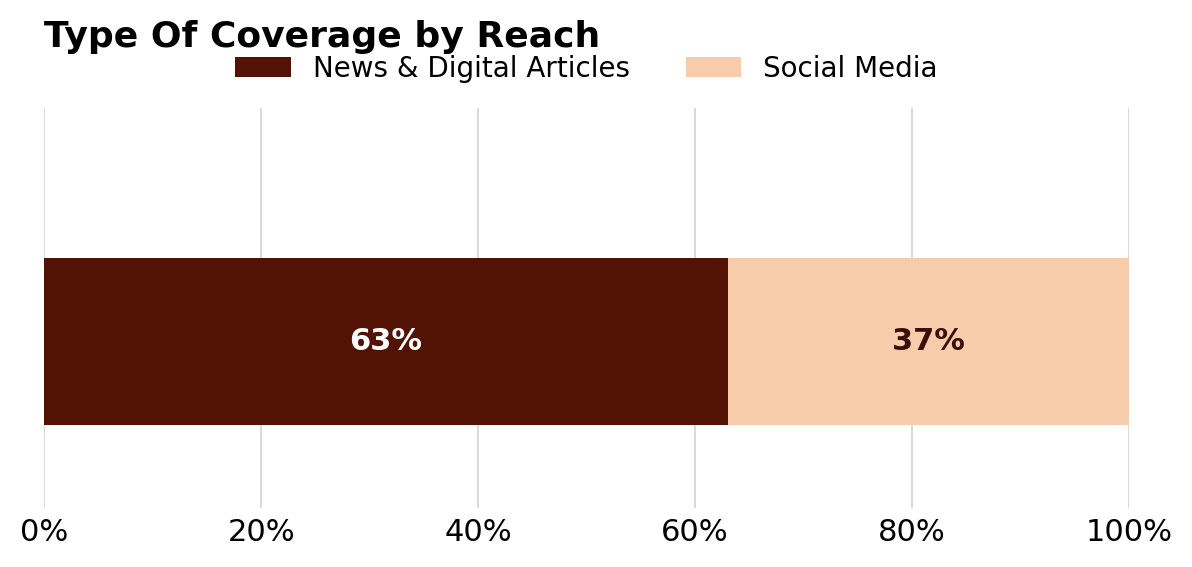 Type Of Coverage by Reach
News & Digital Articles Social Media
63% 37%
0% 20% 40% 60% 80% 100%